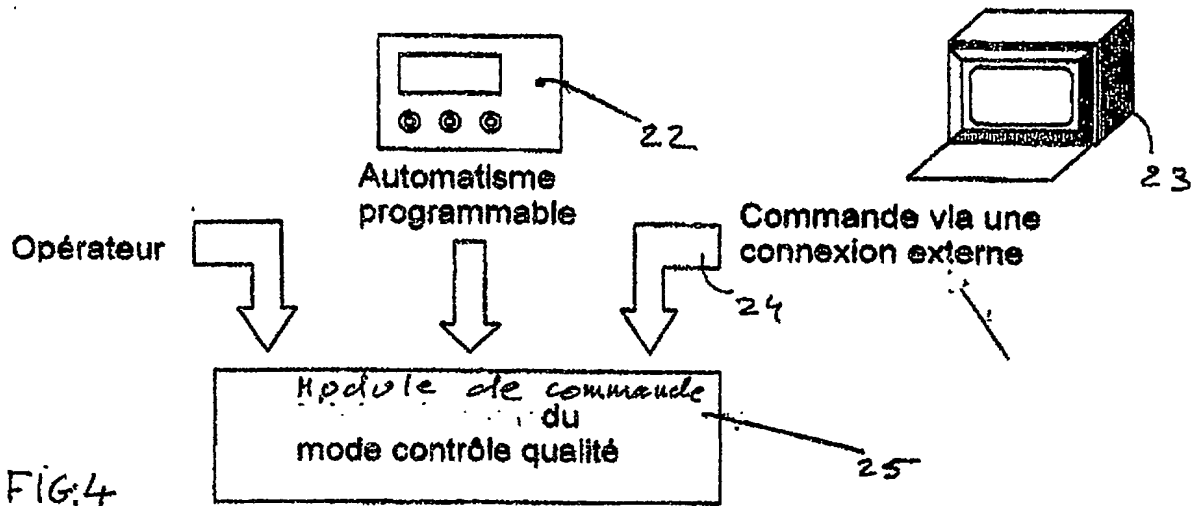 22
23
Automatisme
programmable
Opérateur
Commande via une
connexion externe
24
Module de commande
du
mode contrôle qualité
25
FIG.4